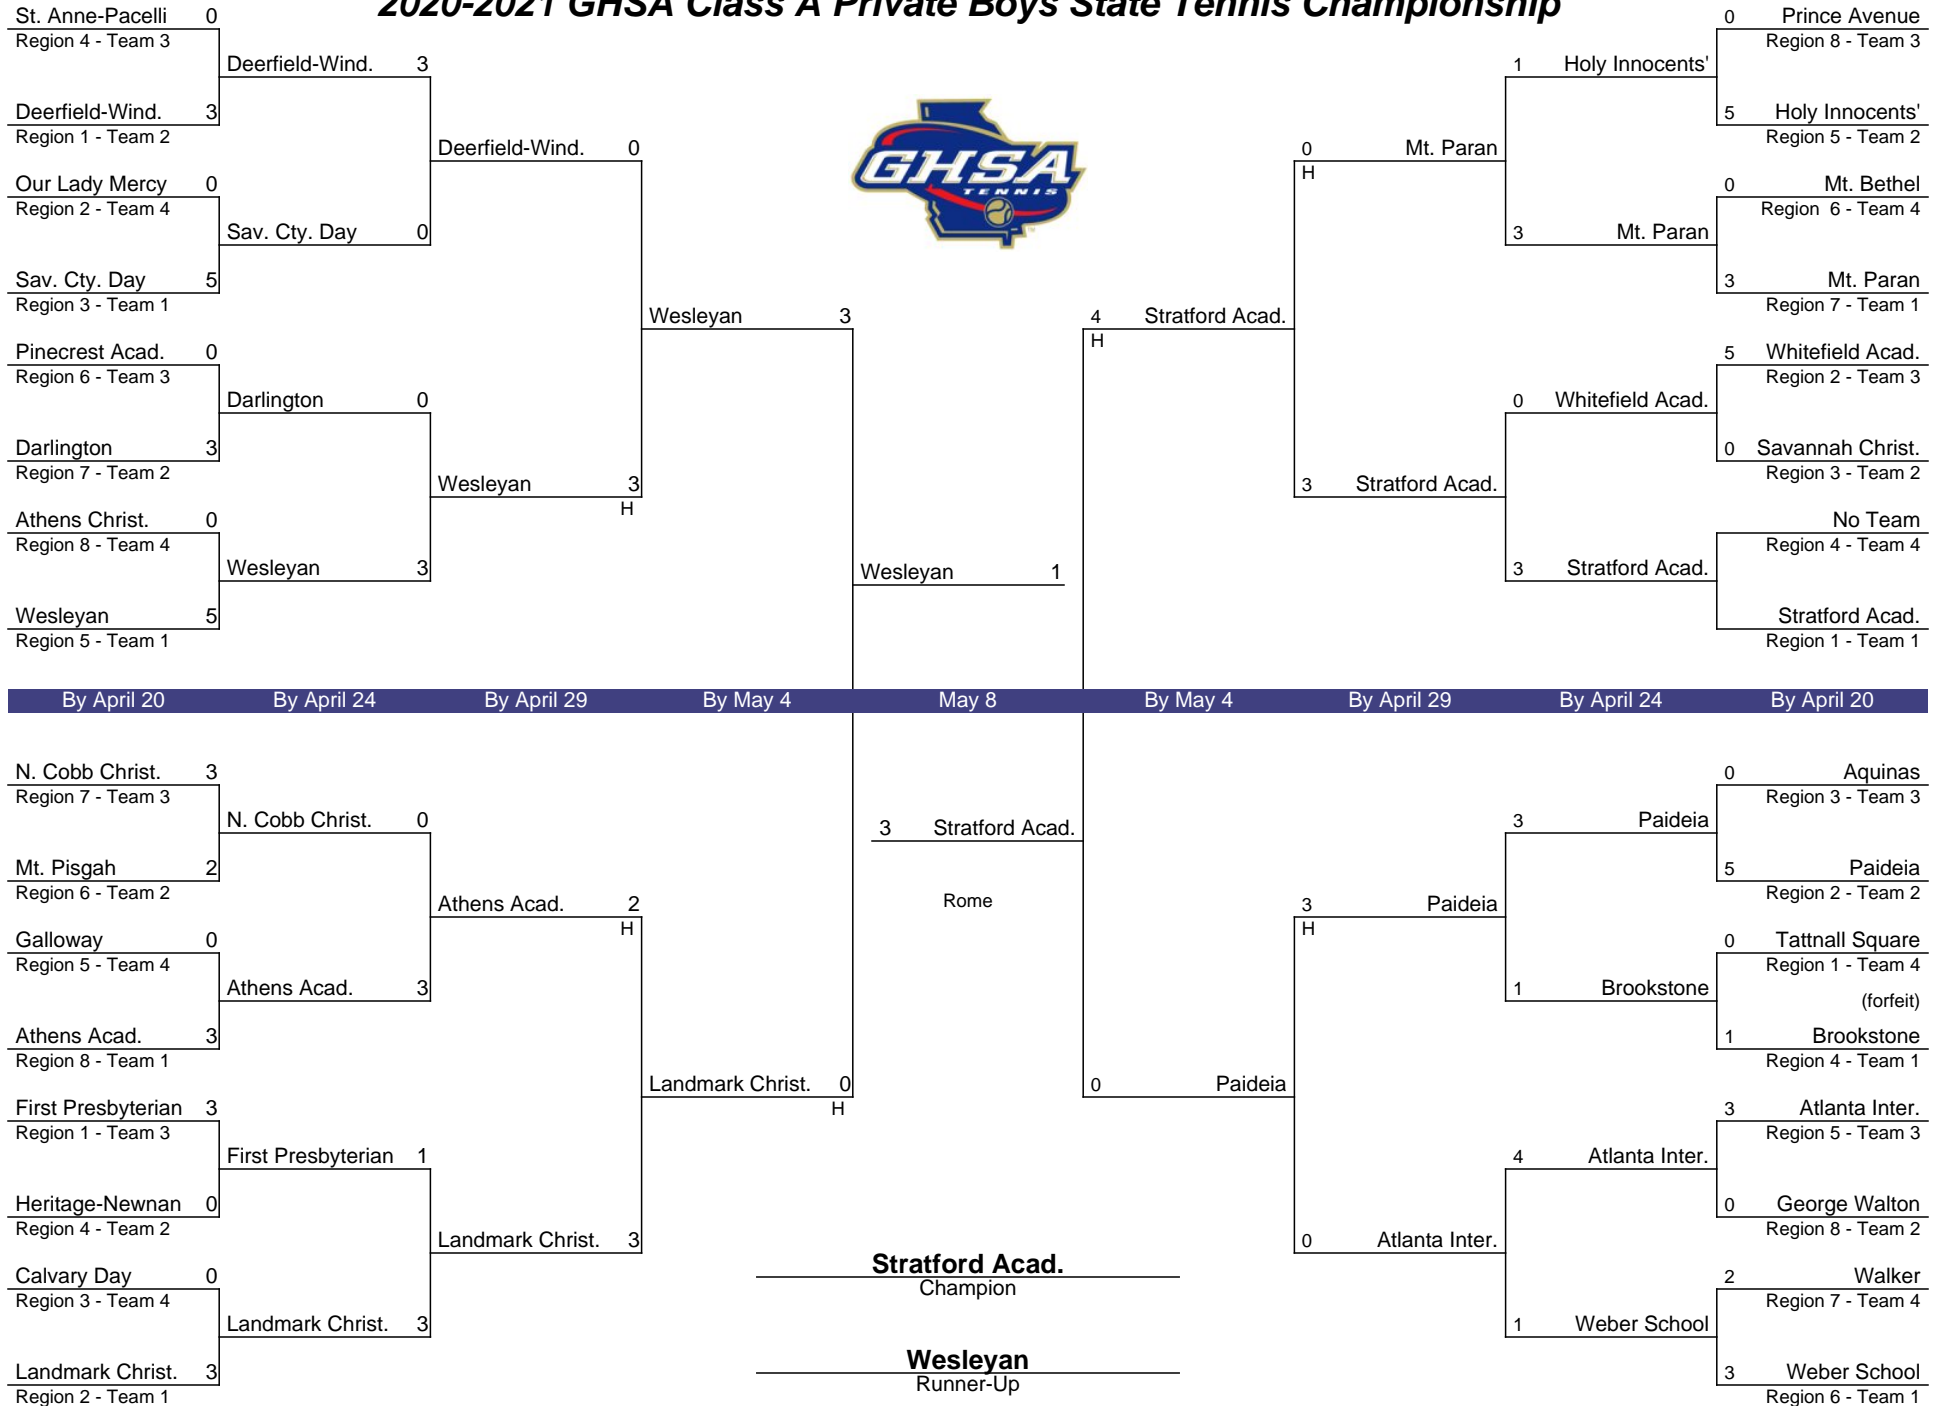 2020-2021 GHSA Class A Private Boys State Tennis Championship
St. Anne-Pacelli 0
Region 4 - Team 3
Deerfield-Wind. 3
Region 1 - Team 2
Our Lady Mercy 0
Region 2 - Team 4
Sav. Cty. Day 5
Region 3 - Team 1
Pinecrest Acad. 0
Region 6 - Team 3
Darlington 3
Region 7 - Team 2
Athens Christ. 0
Region 8 - Team 4
Wesleyan 5
Region 5 - Team 1
Deerfield-Wind. 3
Sav. Cty. Day 0
Darlington 0
Wesleyan 3
Deerfield-Wind. 0
Wesleyan 3
H
Wesleyan 3
Wesleyan 1
GHSA
TENNIS
0 Prince Avenue
Region 8 - Team 3
5 Holy Innocents'
Region 5 - Team 2
0 Mt. Bethel
Region 6 - Team 4
3 Mt. Paran
Region 7 - Team 1
5 Whitefield Acad.
Region 2 - Team 3
0 Savannah Christ.
Region 3 - Team 2
No Team
Region 4 - Team 4
Stratford Acad.
Region 1 - Team 1
1 Holy Innocents'
3 Mt. Paran
0 Whitefield Acad.
3 Stratford Acad.
0 Mt. Paran
H
3 Stratford Acad.
4 Stratford Acad.
H
By April 20 By April 24 By April 29 By May 4 May 8 By May 4 By April 29 By April 24 By April 20
N. Cobb Christ. 3
Region 7 - Team 3
Mt. Pisgah 2
Region 6 - Team 2
Galloway 0
Region 5 - Team 4
Athens Acad. 3
Region 8 - Team 1
First Presbyterian 3
Region 1 - Team 3
Heritage-Newnan 0
Region 4 - Team 2
Calvary Day 0
Region 3 - Team 4
Landmark Christ. 3
Region 2 - Team 1
N. Cobb Christ. 0
Athens Acad. 3
First Presbyterian 1
Landmark Christ. 3
Athens Acad. 2
H
Landmark Christ. 3
Landmark Christ. 0
H
3 Stratford Acad.
Rome
0 Aquinas
Region 3 - Team 3
5 Paideia
Region 2 - Team 2
0 Tattnall Square
Region 1 - Team 4
(forfeit)
1 Brookstone
Region 4 - Team 1
3 Atlanta Inter.
Region 5 - Team 3
0 George Walton
Region 8 - Team 2
2 Walker
Region 7 - Team 4
3 Weber School
Region 6 - Team 1
3 Paideia
1 Brookstone
4 Atlanta Inter.
1 Weber School
3 Paideia
H
0 Atlanta Inter.
0 Paideia
Stratford Acad.
Champion
Wesleyan
Runner-Up